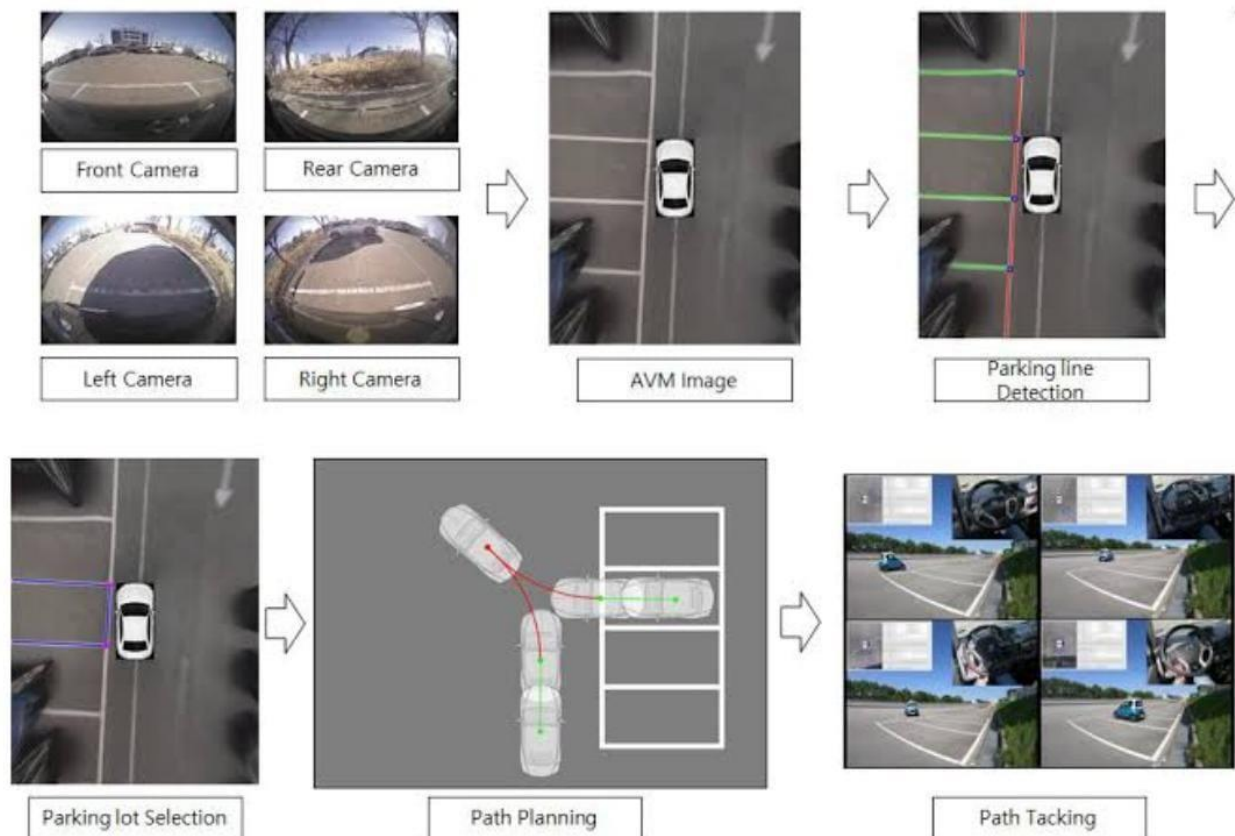 Front Camera
Rear Camera
Left Camera
Right Camera
AVM Image
Parking line
Detection
Parking lot Selection
Path Planning
Path Tacking